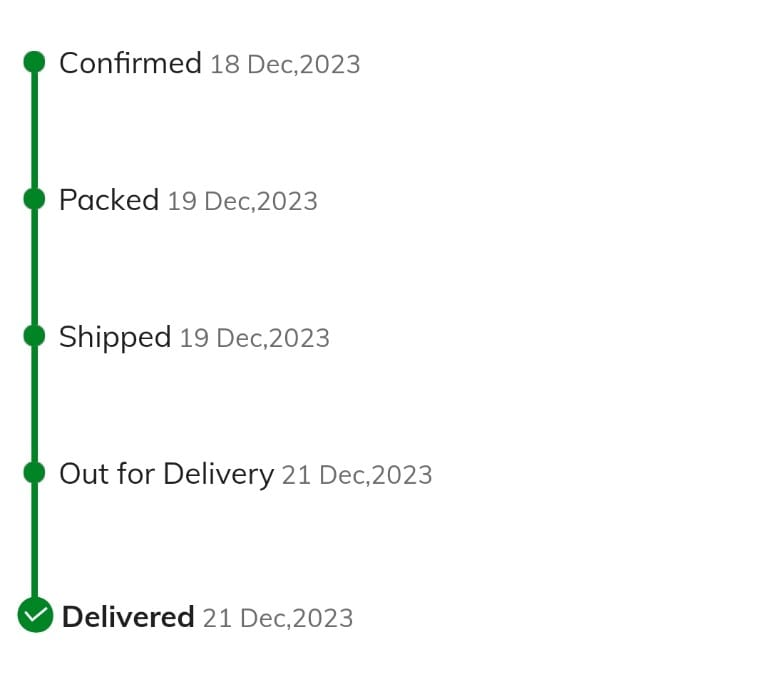 Confirmed 18 Dec,2023
Packed 19 Dec,2023
Shipped 19 Dec,2023
Out for Delivery 21 Dec,2023
Delivered 21 Dec,2023